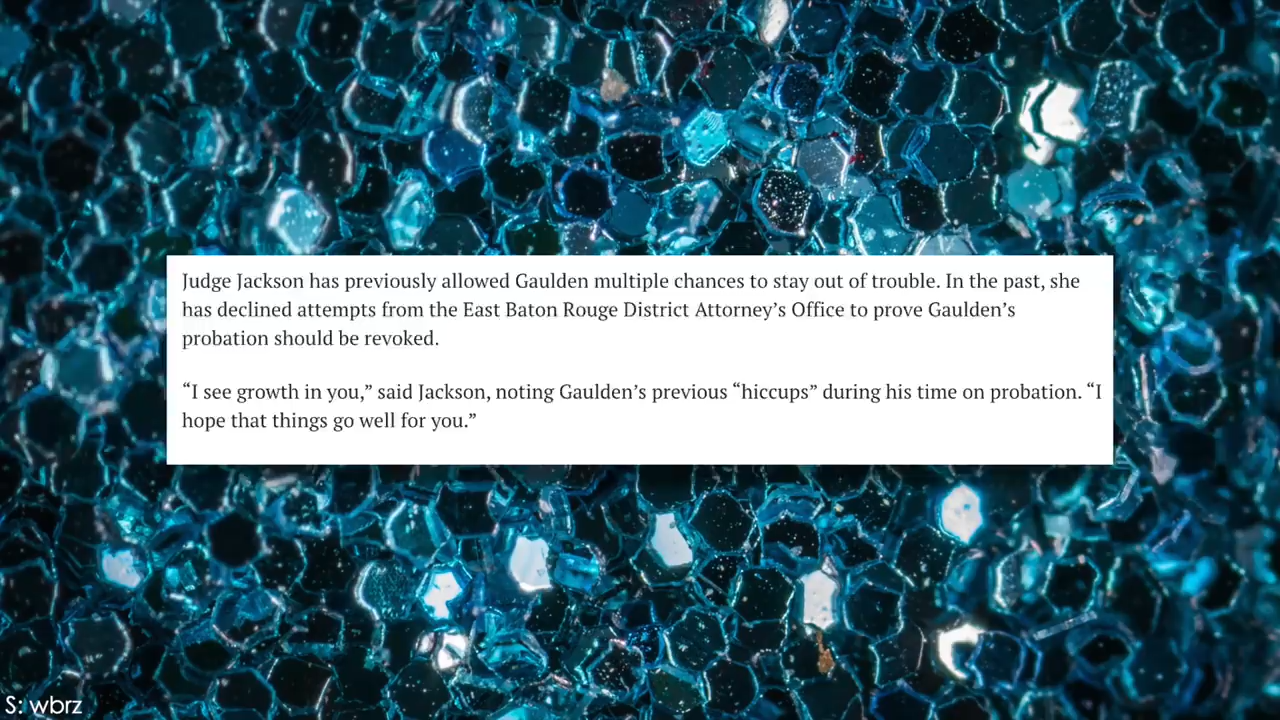 Judge Jackson has previously allowed Gaulden multiple chances to stay out of trouble. In the past, she
has declined attempts from the East Baton Rouge District Attorney’s Office to prove Gaulden’s
probation should be revoked.
“I see growth in you,” said Jackson, noting Gaulden’s previous “hiccups” during his time on probation. “I
hope that things go well for you.”
S: wbrz